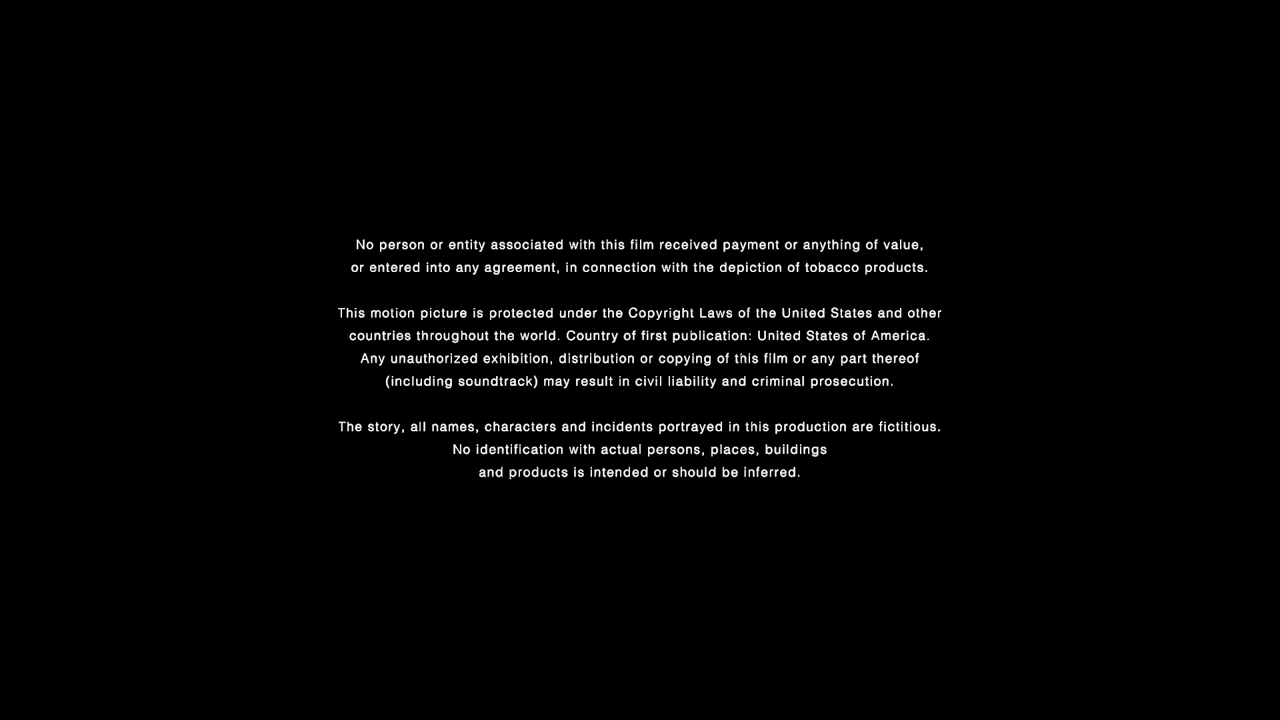 No person or entity associated with this film received payment or anything of value,
or entered into any agreement, in connection with the depiction of tobacco products.
This motion picture is protected under the Copyright Laws of the United States and other
countries throughout the world. Country of first publication: United States of America.
Any unauthorized exhibition, distribution or copying of this film or any part thereof
(including soundtrack) may result in civil liability and criminal prosecution.
The story, all names, characters and incidents portrayed in this production are fictitious.
No identification with actual persons, places, buildings
and products is intended or should be inferred.